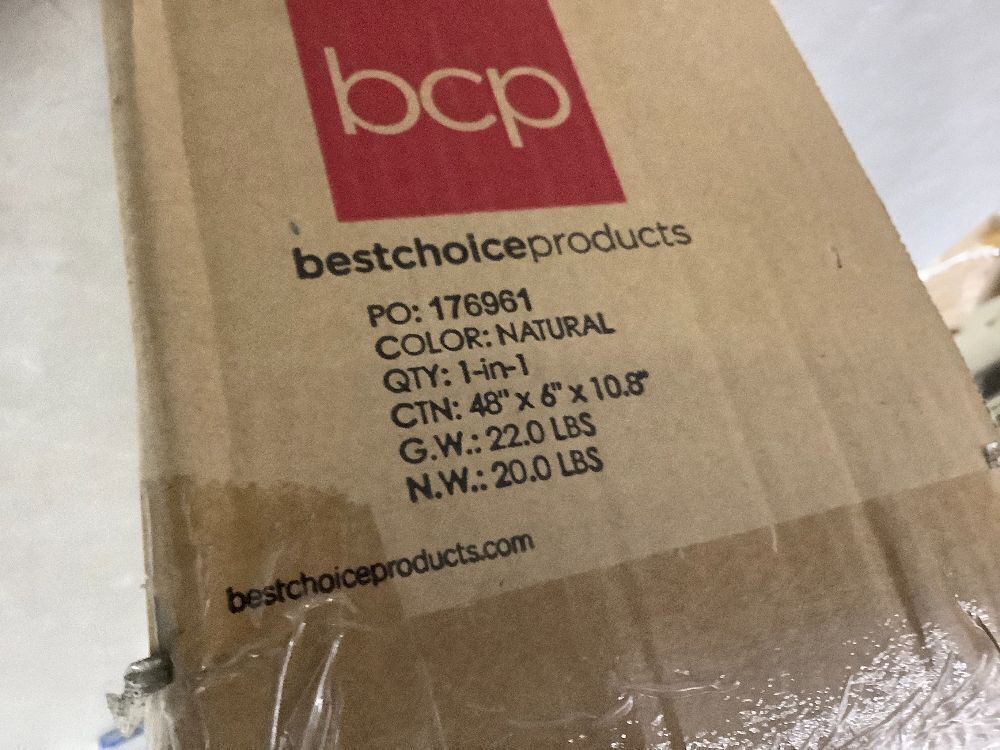 bcp
bestchoiceproducts
PO: 176961
COLOR: NATURAL
QTY: 1-in-1
CTN: 48" x 6" x 10.8"
G.W.: 22.0 LBS
N.W.: 20.0 LBS
bestchoiceproducts.com